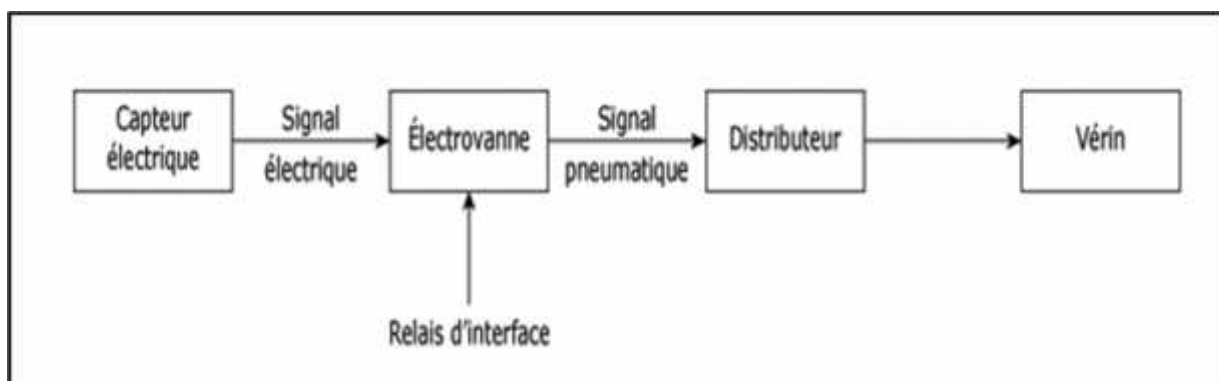 Capteur
électrique
Signal
électrique
Électrovanne
Signal
pneumatique
Distributeur
Vérin
Relais d'interface